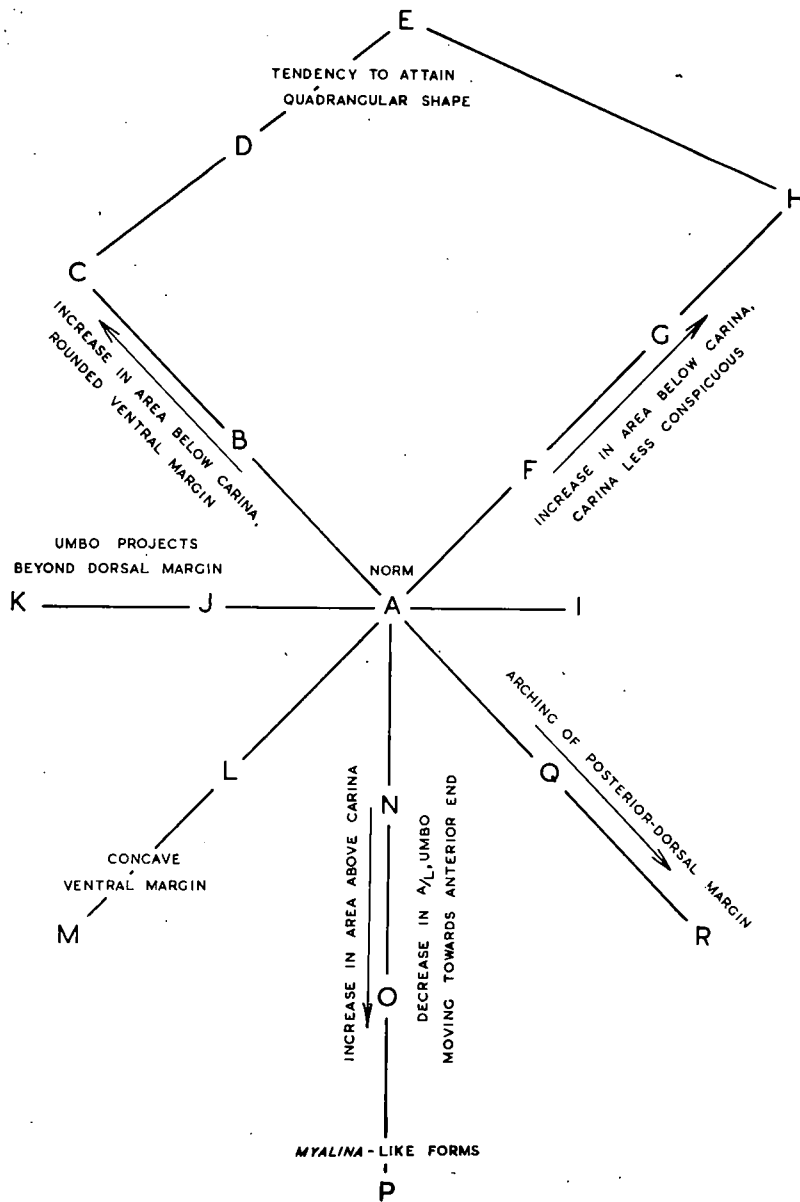 E
TENDENCY TO ATTAIN
QUADRANGULAR SHAPE
D
H
C
G
INCREASE IN AREA BELOW CARINA,
ROUNDED VENTRAL MARGIN
INCREASE IN AREA BELOW CARINA,
CARINA LESS CONSPICUOUS
B
F
UMBO PROJECTS
BEYOND DORSAL MARGIN
NORM
K
J
A
I
ARCHING OF POSTERIOR-DORSAL MARGIN
L
Q
N
INCREASE IN AREA ABOVE CARINA
DECREASE IN A/L, UMBO
MOVING TOWARDS ANTERIOR END
CONCAVE
VENTRAL MARGIN
M
R
O
MYALINA-LIKE FORMS
P